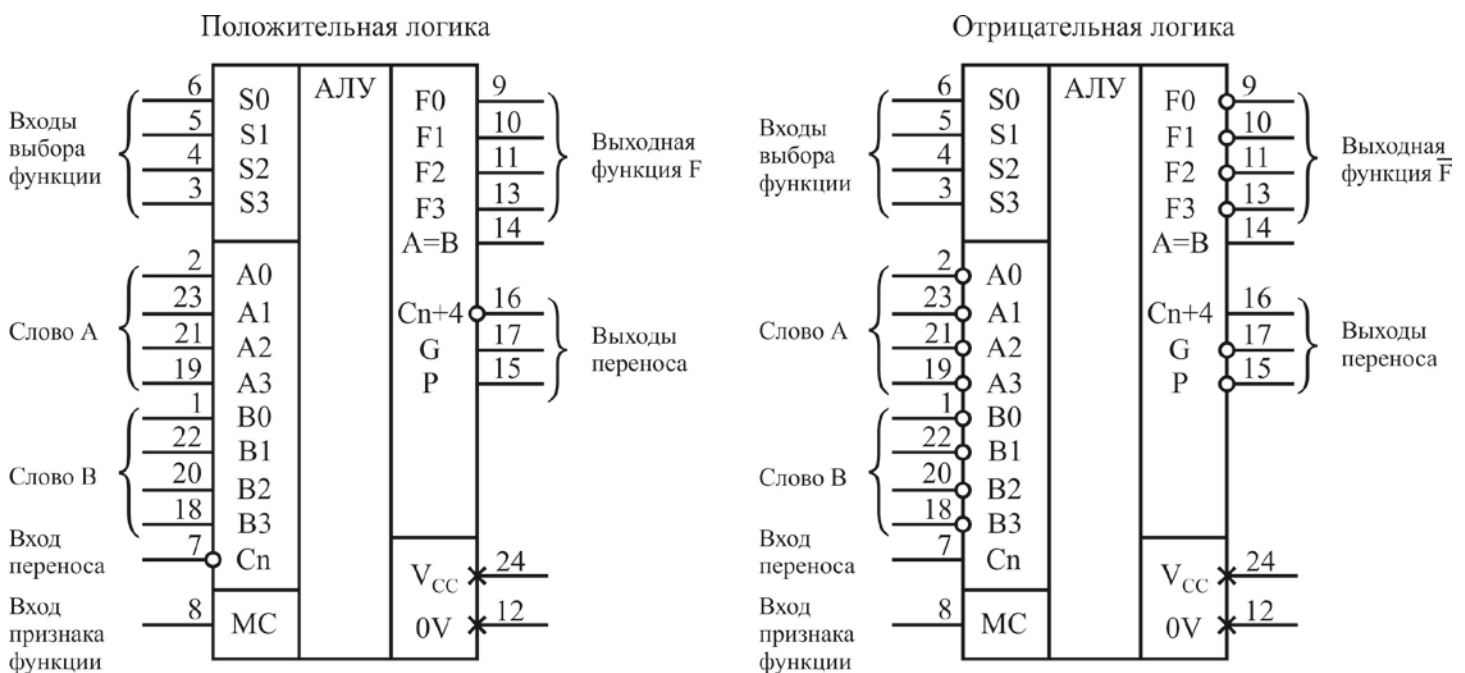 Положительная логика
Входы
выбора
функции
6
5
4
3
S0
S1
S2
S3
АЛУ
F0
F1
F2
F3
A=B
9
10
11
13
14
Выходная
функция F
Слово A
2
23
21
19
A0
A1
A2
A3
Cn+4
G
P
16
17
15
Выходы
переноса
Слово B
1
22
20
18
B0
B1
B2
B3
Вход
переноса
7
Cn
VCC
24
Вход
признака
функции
8
MC
0V
12
Отрицательная логика
Входы
выбора
функции
6
5
4
3
S0
S1
S2
S3
АЛУ
F0
F1
F2
F3
A=B
9
10
11
13
14
Выходная
функция F̅
Слово A
2
23
21
19
A0
A1
A2
A3
Cn+4
G
P
16
17
15
Выходы
переноса
Слово B
1
22
20
18
B0
B1
B2
B3
Вход
переноса
7
Cn
VCC
24
Вход
признака
функции
8
MC
0V
12